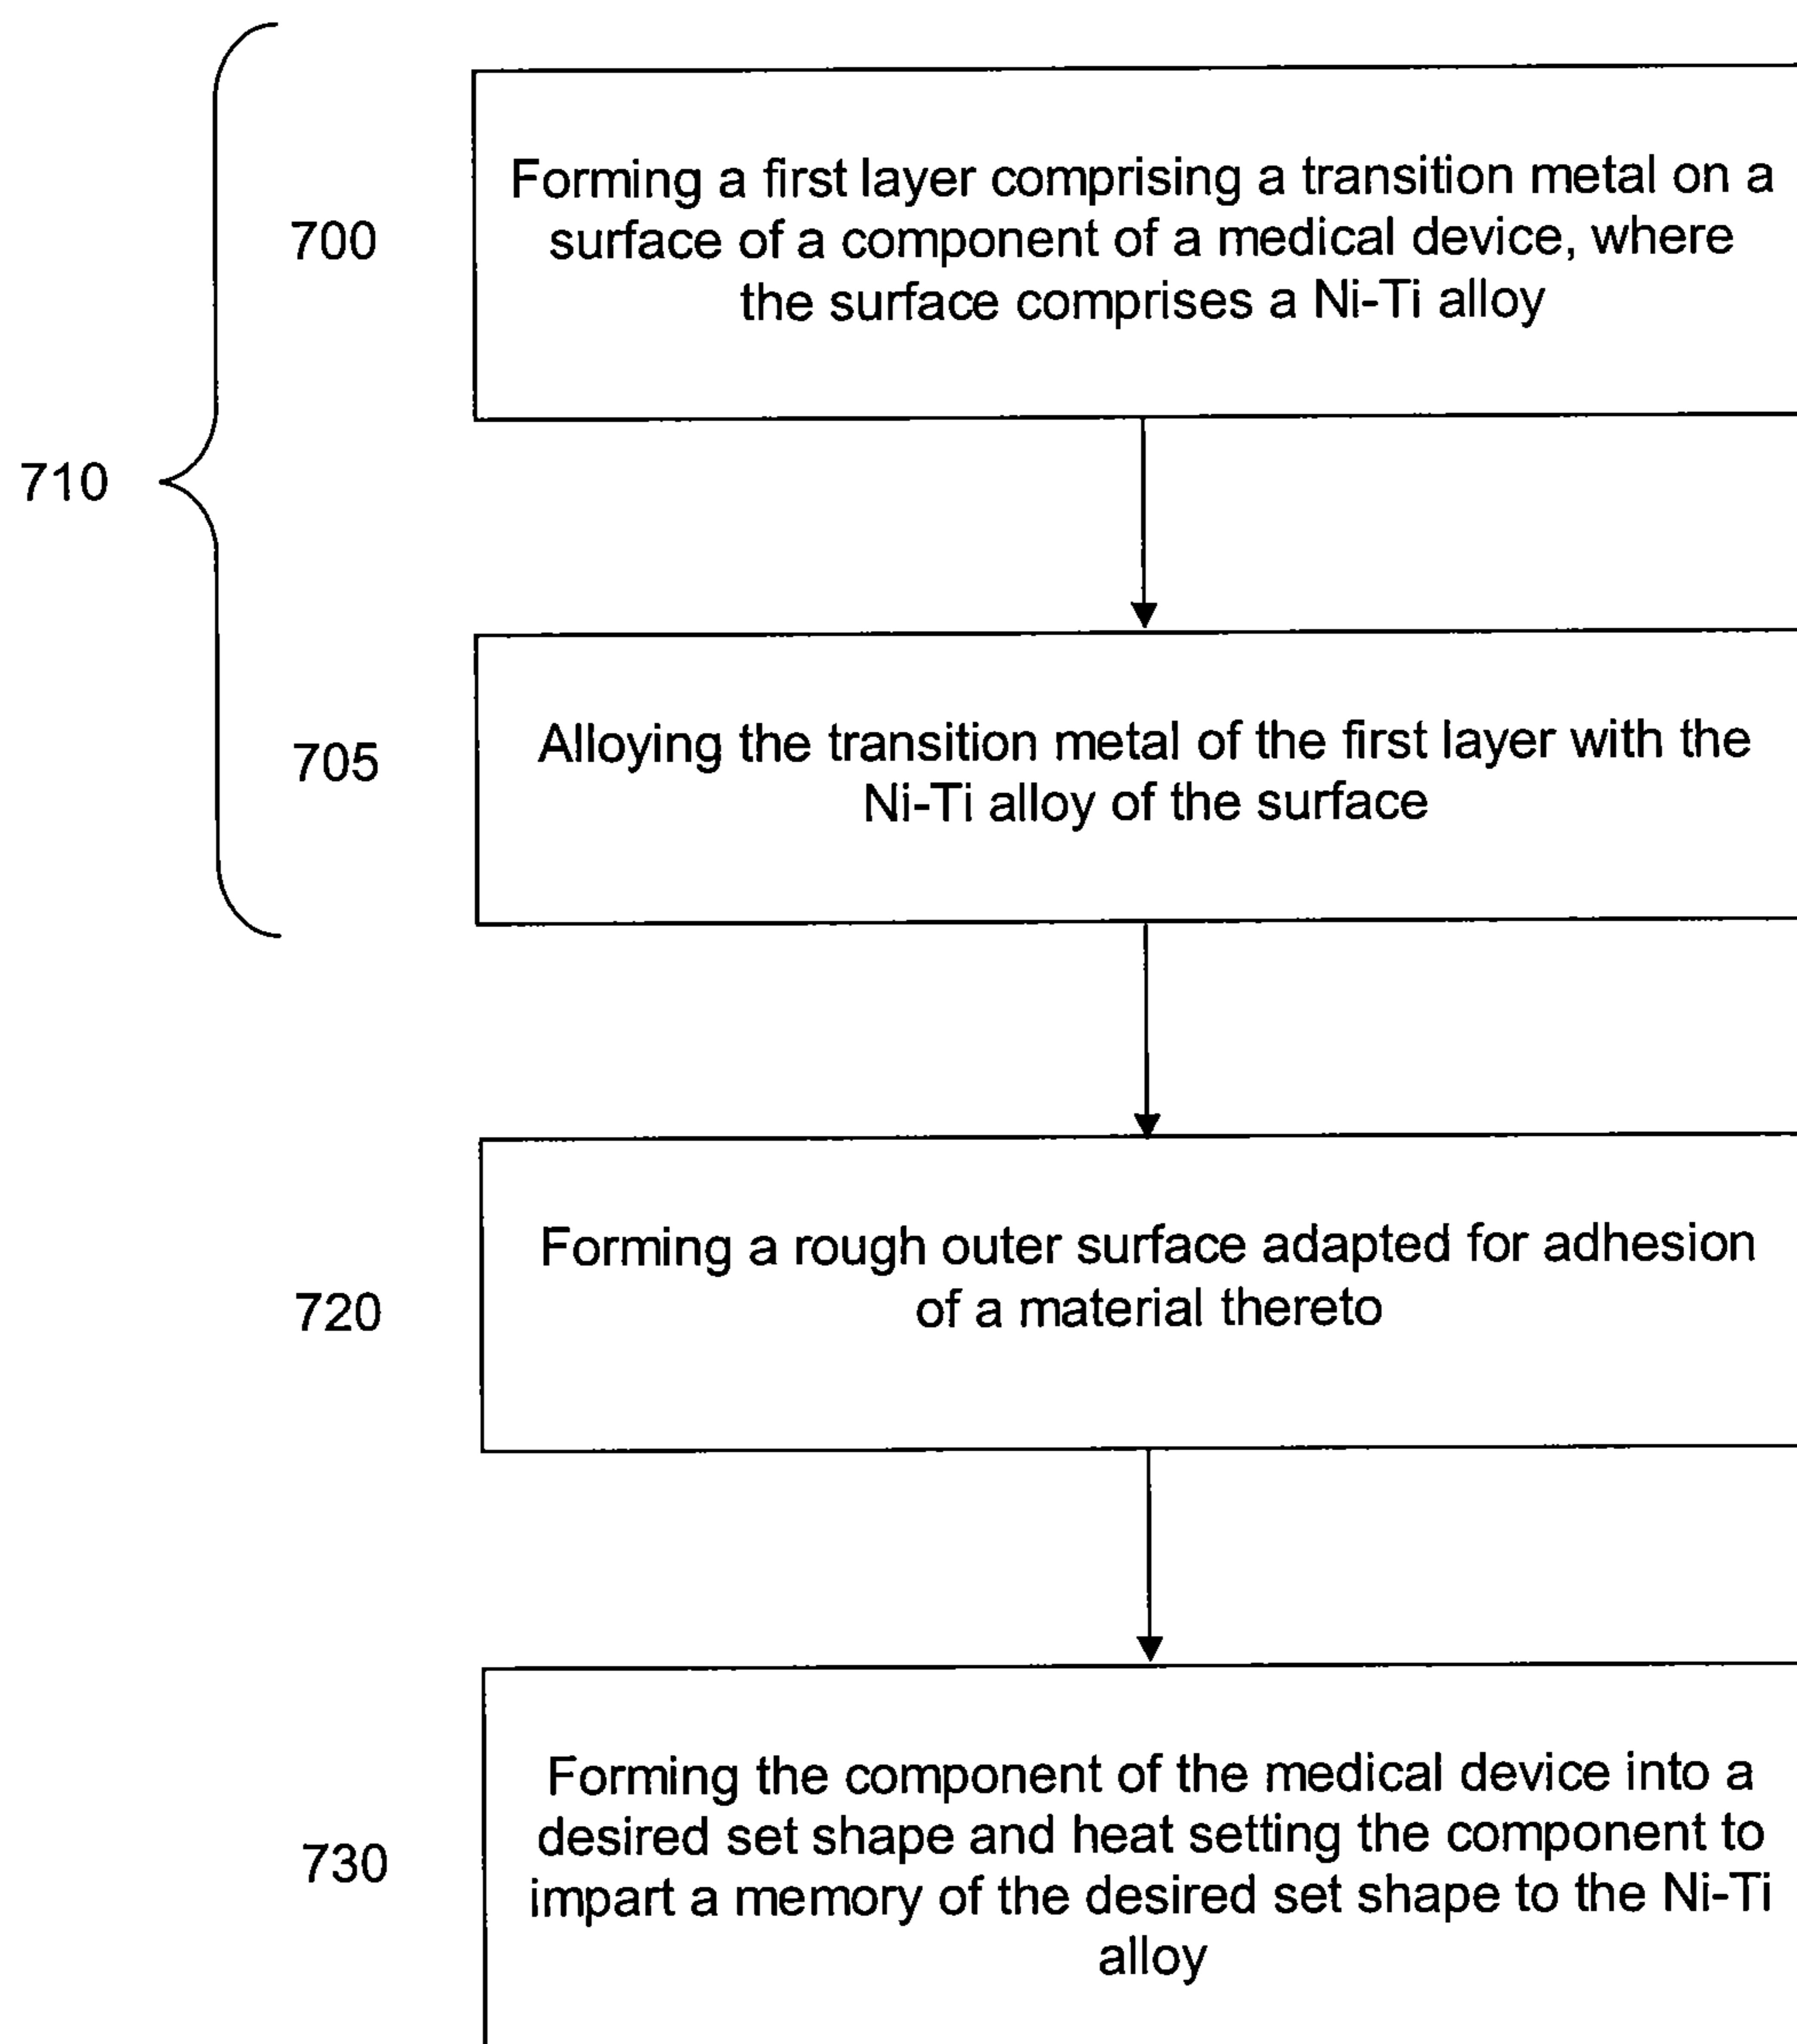 Forming a first layer comprising a transition metal on a
700
surface of a component of a medical device, where
the surface comprises a Ni-Ti alloy
710
705
Alloying the transition metal of the first layer with the
Ni-Ti alloy of the surface
Forming a rough outer surface adapted for adhesion
720
of a material thereto
Forming the component of the medical device into a
730
desired set shape and heat setting the component to
impart a memory of the desired set shape to the Ni-Ti
alloy